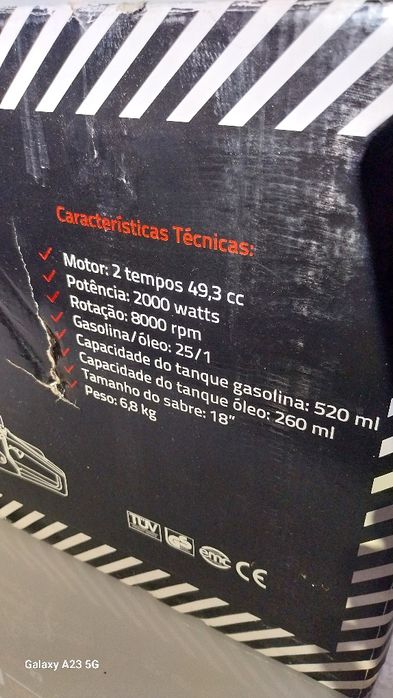 Características Técnicas:
Motor: 2 tempos 49,3 cc
Potência: 2000 watts
Rotação: 8000 rpm
Gasolina/óleo: 25/1
Capacidade do tanque gasolina: 520 ml
Capacidade do tanque óleo: 260 ml
Tamanho do sabre: 18"
Peso: 6,8 kg
TÜV
GS
emc
CE
Galaxy A23 5G